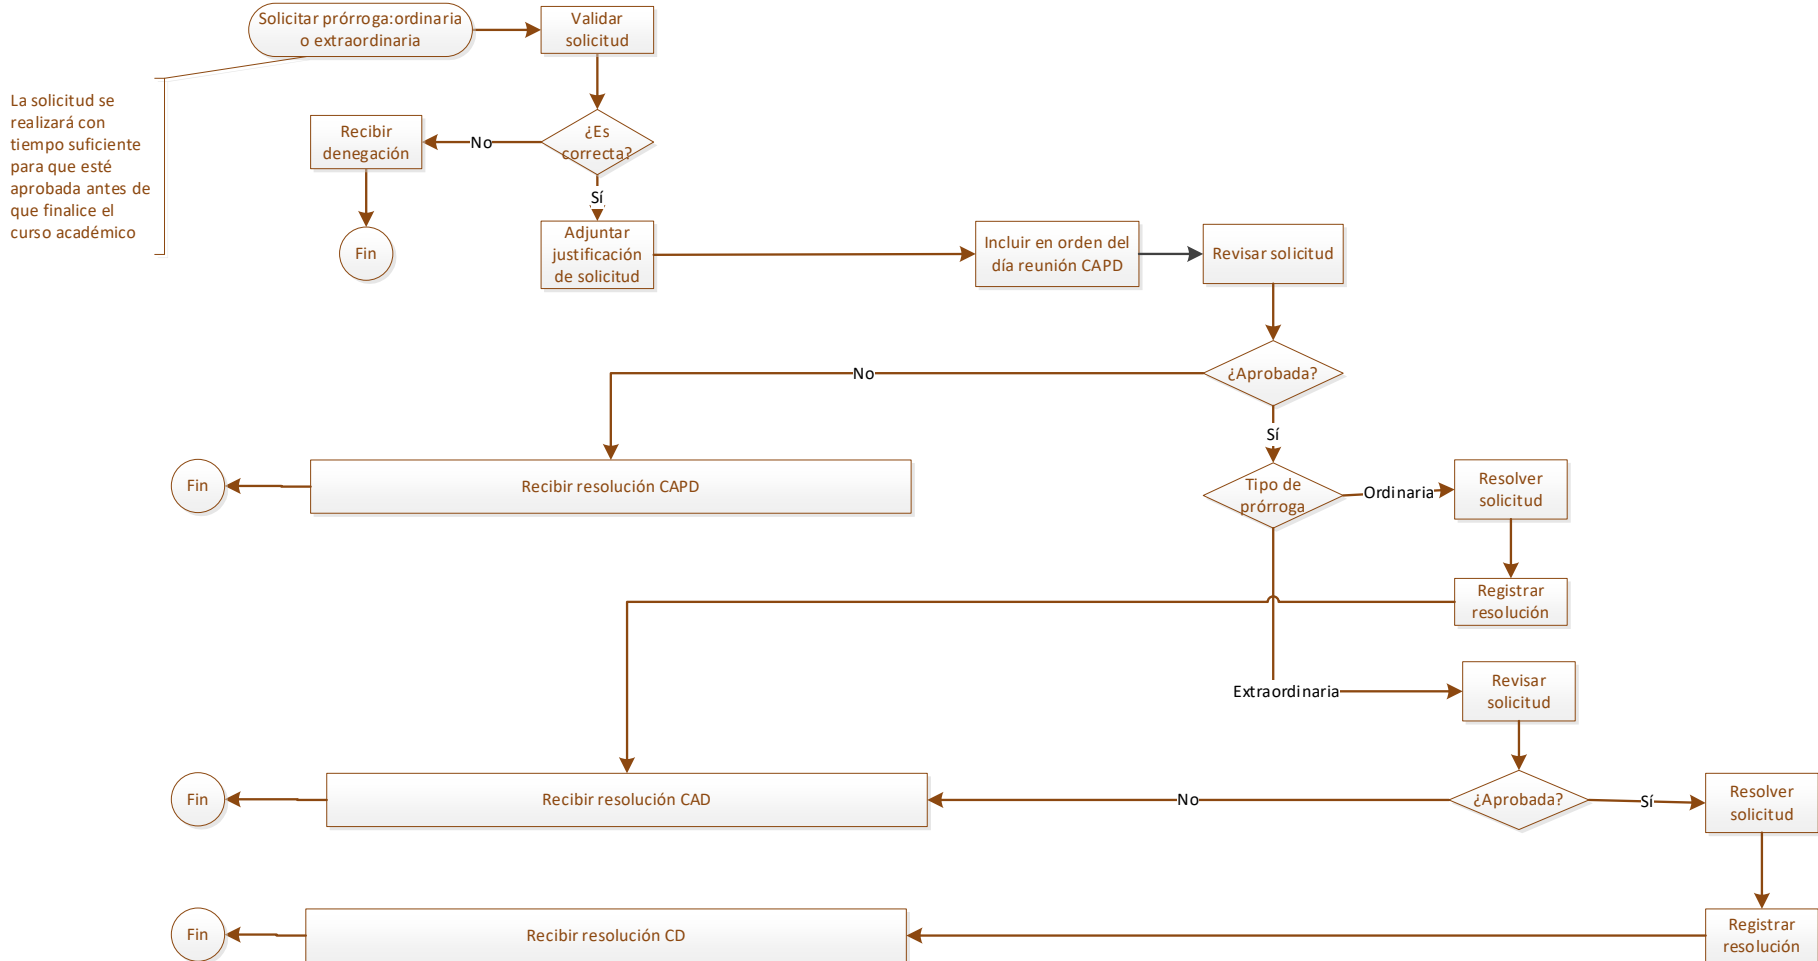 Solicitar prórroga:ordinaria
o extraordinaria
Validar
solicitud
La solicitud se
realizará con
tiempo suficiente
para que esté
aprobada antes de
que finalice el
curso académico
Recibir
denegación
No
¿Es
correcta?
Sí
Fin
Adjuntar
justificación
de solicitud
Incluir en orden del
día reunión CAPD
Revisar solicitud
No
¿Aprobada?
Sí
Fin
Recibir resolución CAPD
Tipo de
prórroga
Ordinaria
Resolver
solicitud
Registrar
resolución
Extraordinaria
Revisar
solicitud
Fin
Recibir resolución CAD
No
¿Aprobada?
Sí
Resolver
solicitud
Fin
Recibir resolución CD
Registrar
resolución